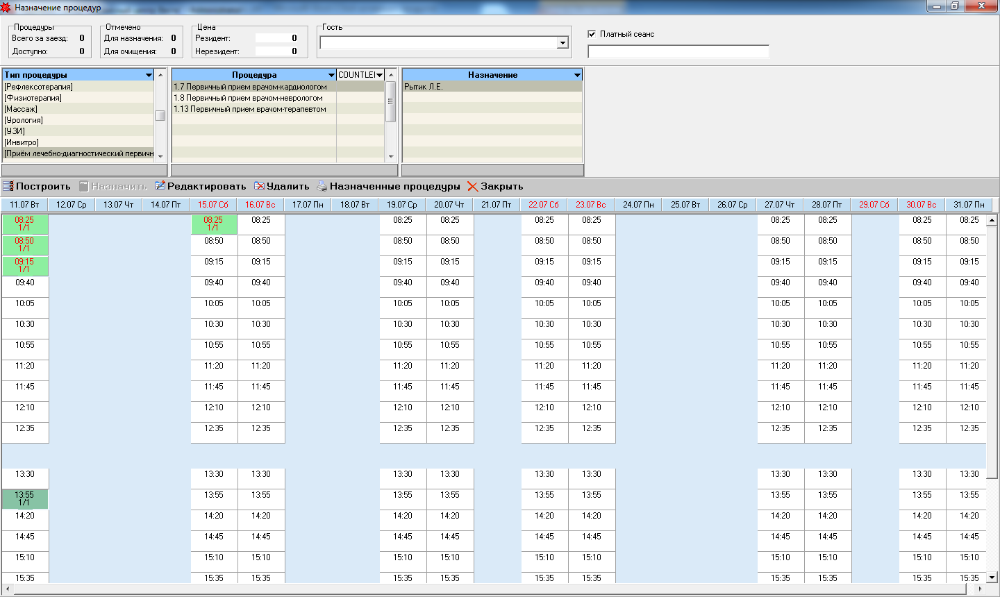 Назначение процедур
Процедуры
Всего за заезд: 0
Доступно: 0
Отмечено
Для назначения: 0
Для очищения: 0
Цена
Резидент: 0
Нерезидент: 0
Гость
Платный сеанс
Тип процедуры
[Рефлексотерапия]
[Физиотерапия]
[Массаж]
[Урология]
[УЗИ]
[Инвитро]
[Приём лечебно-диагностический первичн
Процедура COUNTLEI
1.7 Первичный прием врачом-кардиологом
1.8 Первичный прием врачом-неврологом
1.13 Первичный прием врачом-терапевтом
Назначение
Рытик Л.Е.
Построить Назначить Редактировать Удалить Назначенные процедуры Закрыть
11.07 Вт 12.07 Ср 13.07 Чт 14.07 Пт 15.07 Сб 16.07 Вс 17.07 Пн 18.07 Вт 19.07 Ср 20.07 Чт 21.07 Пт 22.07 Сб 23.07 Вс 24.07 Пн 25.07 Вт 26.07 Ср 27.07 Чт 28.07 Пт 29.07 Сб 30.07 Вс 31.07 Пн
08:25 08:25 08:25 08:25 08:25 08:25 08:25 08:25 08:25 08:25 08:25
1/1 1/1
08:50 08:50 08:50 08:50 08:50 08:50 08:50 08:50 08:50 08:50 08:50
1/1
09:15 09:15 09:15 09:15 09:15 09:15 09:15 09:15 09:15 09:15 09:15
1/1
09:40 09:40 09:40 09:40 09:40 09:40 09:40 09:40 09:40 09:40 09:40
10:05 10:05 10:05 10:05 10:05 10:05 10:05 10:05 10:05 10:05 10:05
10:30 10:30 10:30 10:30 10:30 10:30 10:30 10:30 10:30 10:30 10:30
10:55 10:55 10:55 10:55 10:55 10:55 10:55 10:55 10:55 10:55 10:55
11:20 11:20 11:20 11:20 11:20 11:20 11:20 11:20 11:20 11:20 11:20
11:45 11:45 11:45 11:45 11:45 11:45 11:45 11:45 11:45 11:45 11:45
12:10 12:10 12:10 12:10 12:10 12:10 12:10 12:10 12:10 12:10 12:10
12:35 12:35 12:35 12:35 12:35 12:35 12:35 12:35 12:35 12:35 12:35
13:30 13:30 13:30 13:30 13:30 13:30 13:30 13:30 13:30 13:30 13:30
13:55 13:55 13:55 13:55 13:55 13:55 13:55 13:55 13:55 13:55 13:55
1/1
14:20 14:20 14:20 14:20 14:20 14:20 14:20 14:20 14:20 14:20 14:20
14:45 14:45 14:45 14:45 14:45 14:45 14:45 14:45 14:45 14:45 14:45
15:10 15:10 15:10 15:10 15:10 15:10 15:10 15:10 15:10 15:10 15:10
15:35 15:35 15:35 15:35 15:35 15:35 15:35 15:35 15:35 15:35 15:35